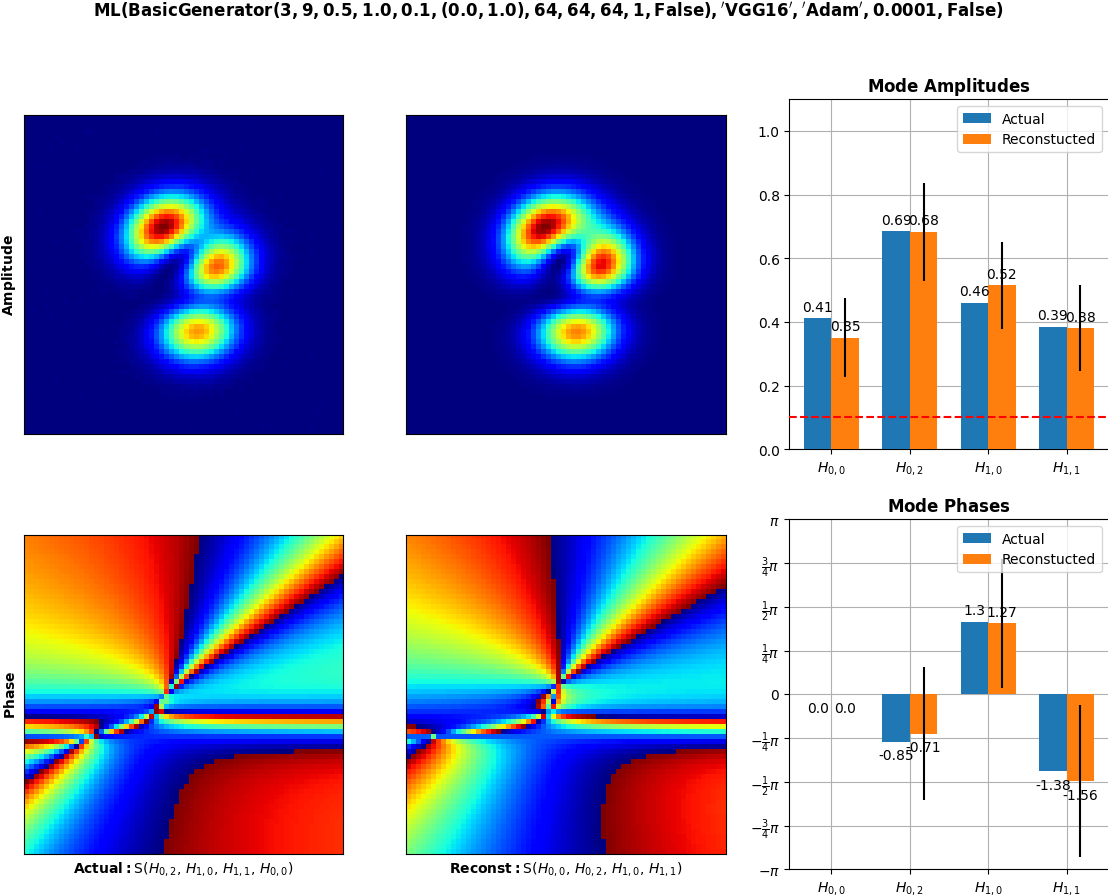 ML(BasicGenerator(3, 9, 0.5, 1.0, 0.1, (0.0, 1.0), 64, 64, 64, 1, False), ′VGG16′, ′Adam′, 0.0001, False)
Amplitude
Mode Amplitudes
Actual
Reconstucted
1.0
0.8
0.6
0.4
0.2
0.0
0.41
0.35
0.69
0.68
0.46
0.52
0.39
0.38
H0,0
H0,2
H1,0
H1,1
Phase
Actual: S(H0,2, H1,0, H1,1, H0,0)
Reconst: S(H0,0, H0,2, H1,0, H1,1)
Mode Phases
Actual
Reconstucted
π
3/4π
1/2π
1/4π
0
−1/4π
−1/2π
−3/4π
−π
0.0
0.0
-0.85
-0.71
1.3
1.27
-1.38
-1.56
H0,0
H0,2
H1,0
H1,1